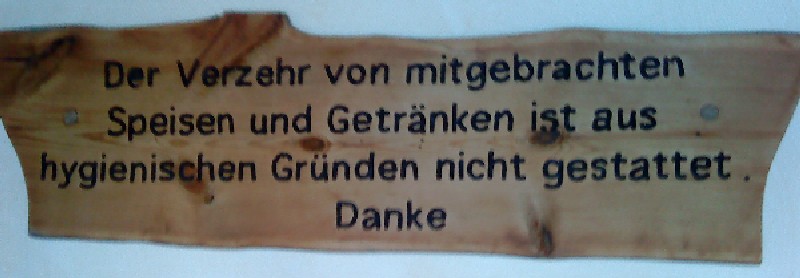 Der Verzehr von mitgebrachten
Speisen und Getränken ist aus
hygienischen Gründen nicht gestattet.
Danke